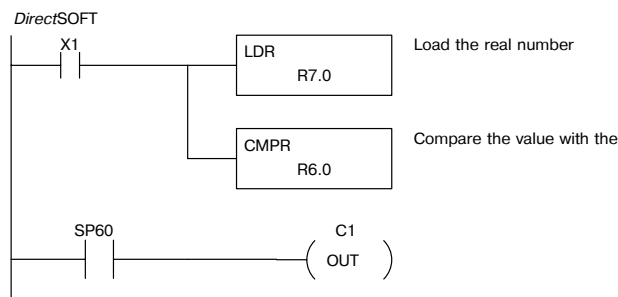 DirectSOFT
X1
LDR
R7.0
Load the real number
CMPR
R6.0
Compare the value with the
SP60
C1
OUT